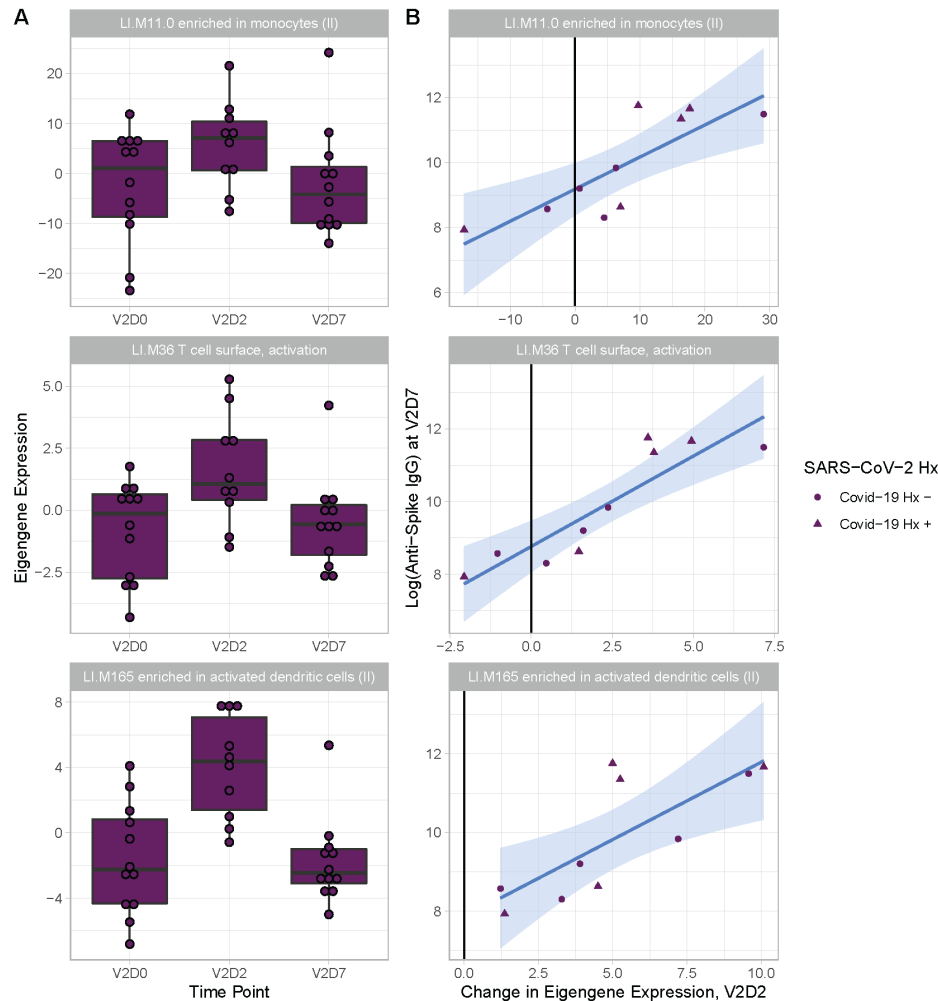 A
B
LI.M11.0 enriched in monocytes (II)
20
10
0
−10
−20
V2D0 V2D2 V2D7
LI.M11.0 enriched in monocytes (II)
12
10
8
6
−10 0 10 20 30
LI.M36 T cell surface, activation
5.0
2.5
0.0
−2.5
V2D0 V2D2 V2D7
LI.M36 T cell surface, activation
12
10
8
−2.5 0.0 2.5 5.0 7.5
LI.M165 enriched in activated dendritic cells (II)
8
4
0
−4
V2D0 V2D2 V2D7
LI.M165 enriched in activated dendritic cells (II)
12
10
8
0.0 2.5 5.0 7.5 10.0
Eigengene Expression
Time Point
Log(Anti−Spike IgG) at V2D7
Change in Eigengene Expression, V2D2
SARS−CoV−2 Hx
Covid−19 Hx −
Covid−19 Hx +